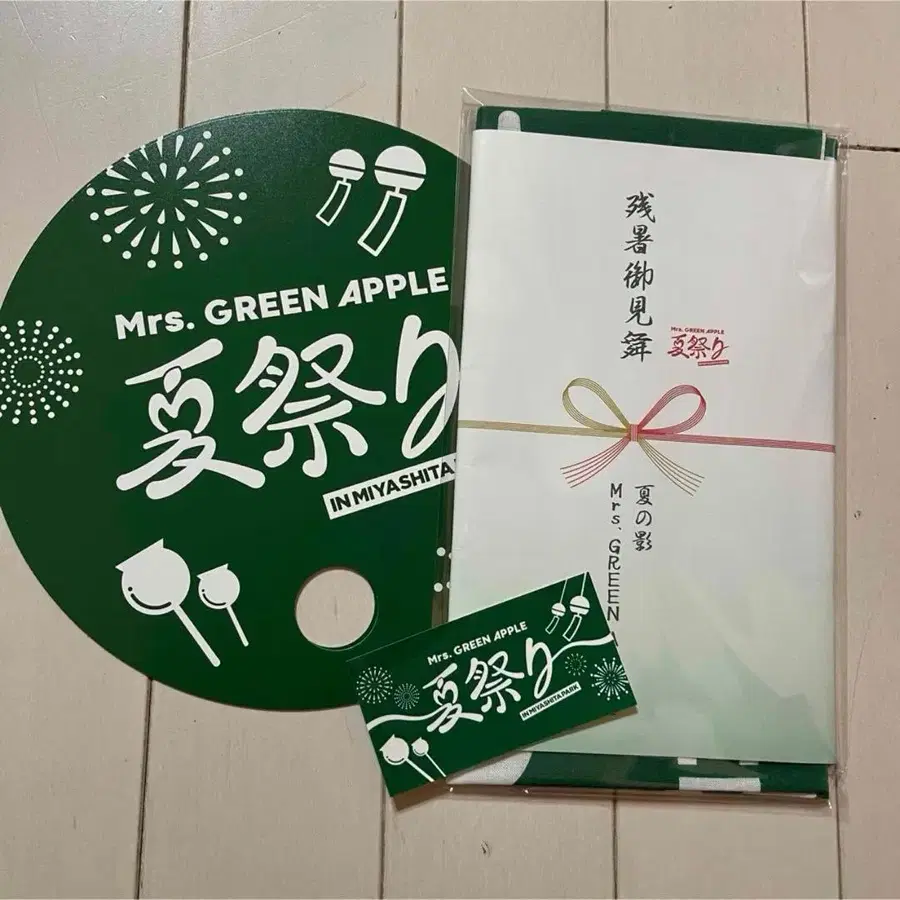 Mrs. GREEN APPLE
夏祭り
IN MIYASHITA
残暑御見舞
Mrs. GREEN APPLE
夏祭り
夏の影
Mrs. GREEN
Mrs. GREEN APPLE
夏祭り
IN MIYASHITA PARK